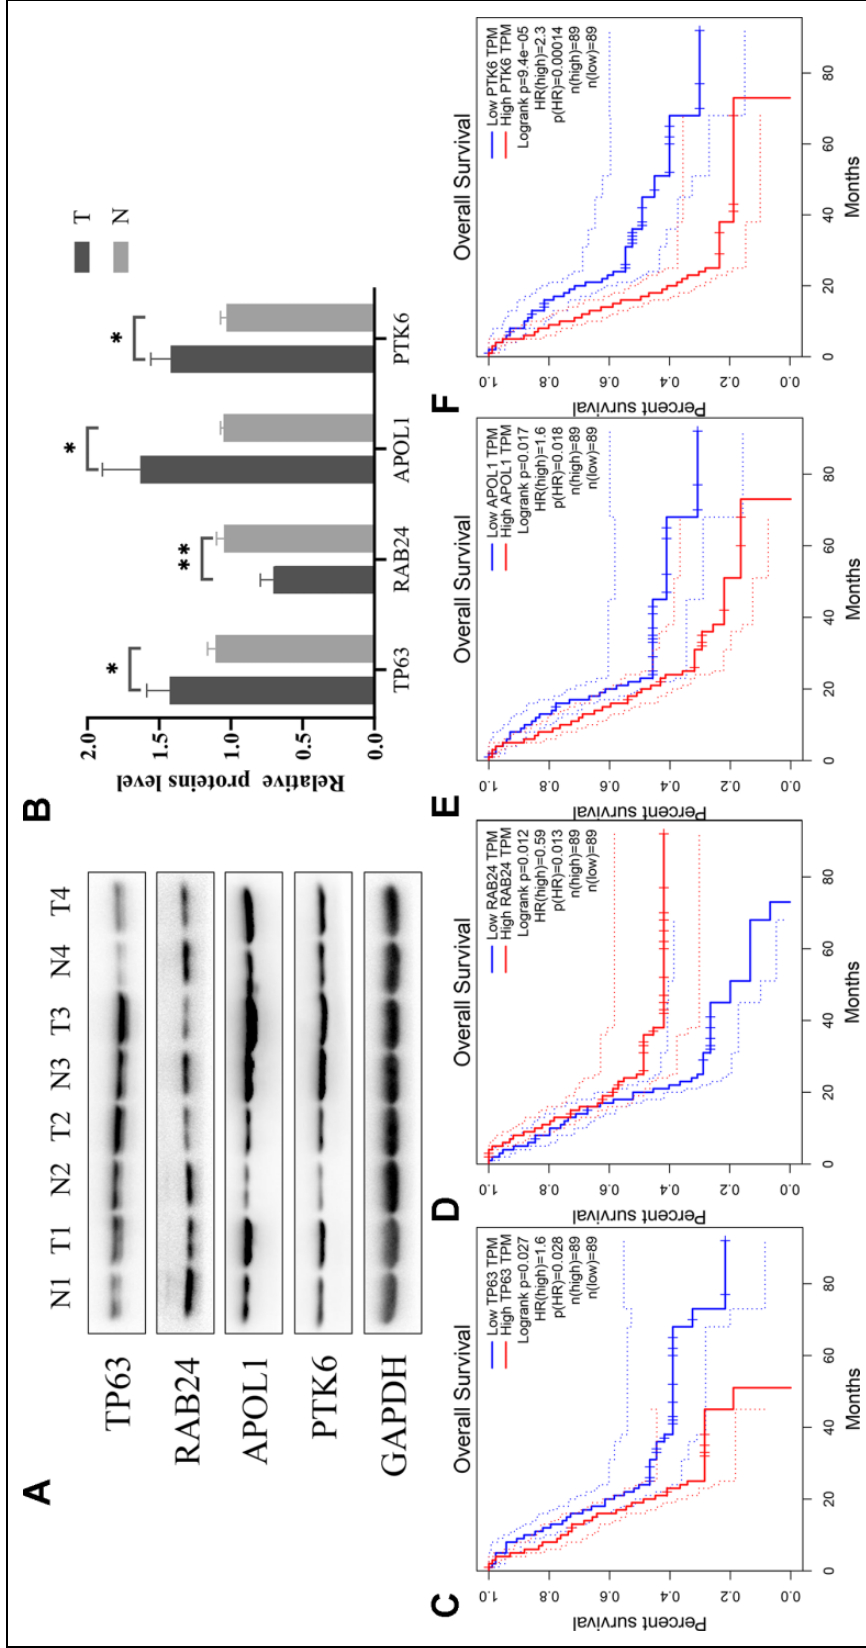 A
N1 T1 N2 T2 N3 T3 N4 T4
TP63
RAB24
APOL1
PTK6
GAPDH
B
T
N
Relative proteins level
2.0
1.5
1.0
0.5
0.0
*
**
*
*
TP63 RAB24 APOL1 PTK6
C
Overall Survival
Low TP63 TPM
High TP63 TPM
Logrank p=0.027
HR(high)=1.6
p(HR)=0.028
n(high)=89
n(low)=89
Percent survival
1.0
0.8
0.6
0.4
0.2
0.0
0 20 40 60 80
Months
D
Overall Survival
Low RAB24 TPM
High RAB24 TPM
Logrank p=0.012
HR(high)=0.59
p(HR)=0.013
n(high)=89
n(low)=89
Percent survival
1.0
0.8
0.6
0.4
0.2
0.0
0 20 40 60 80
Months
E
Overall Survival
Low APOL1 TPM
High APOL1 TPM
Logrank p=0.017
HR(high)=1.6
p(HR)=0.018
n(high)=89
n(low)=89
Percent survival
1.0
0.8
0.6
0.4
0.2
0.0
0 20 40 60 80
Months
F
Overall Survival
Low PTK6 TPM
High PTK6 TPM
Logrank p=9.4e−05
HR(high)=2.3
p(HR)=0.00014
n(high)=89
n(low)=89
Percent survival
1.0
0.8
0.6
0.4
0.2
0.0
0 20 40 60 80
Months